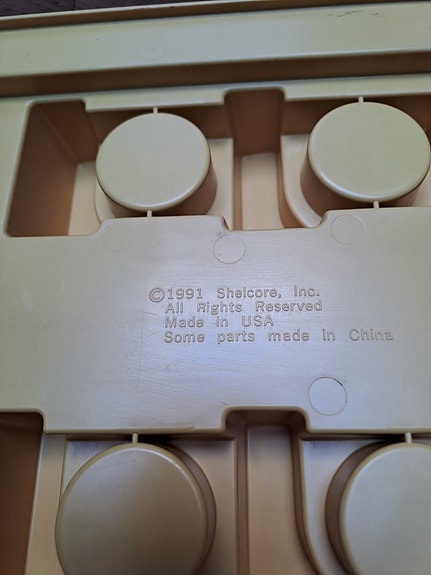 ©1991 Shelcore, Inc.
All Rights Reserved
Made in USA
Some parts made in China